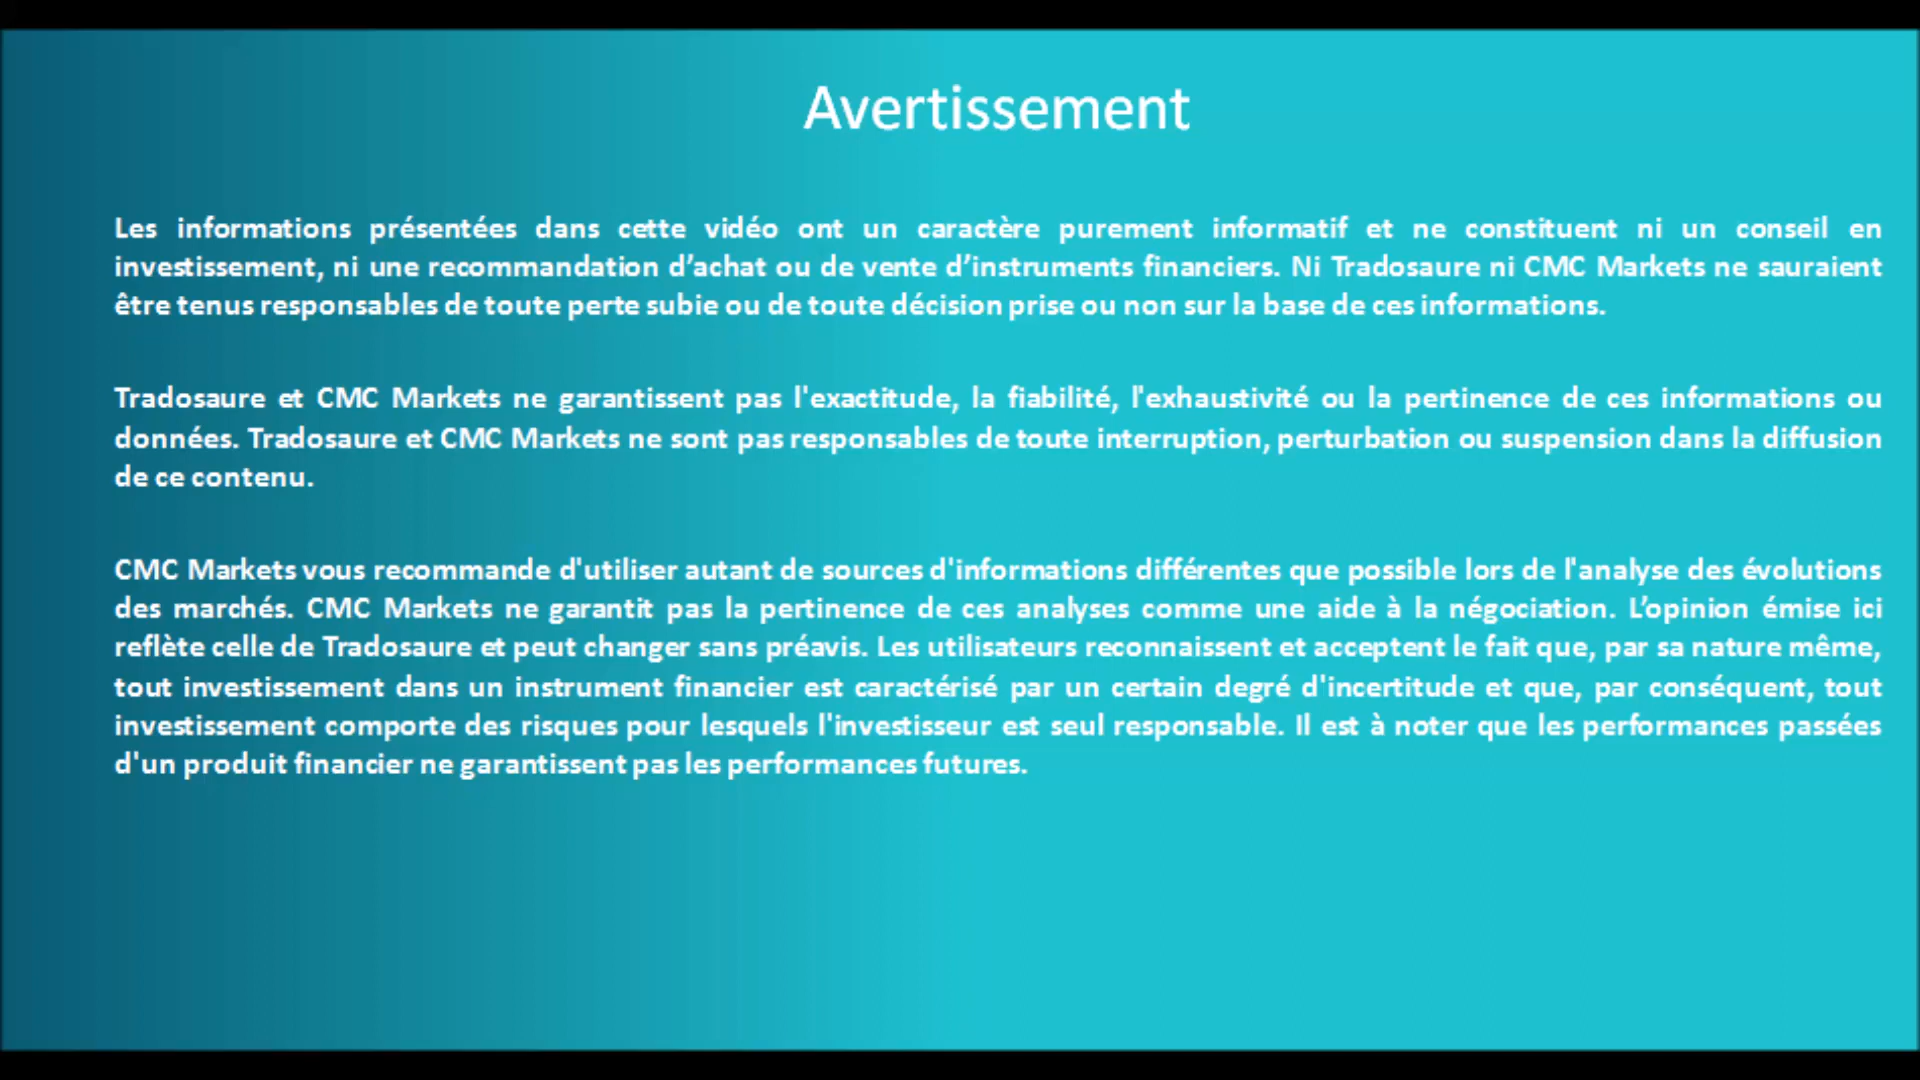 Avertissement
Les informations présentées dans cette vidéo ont un caractère purement informatif et ne constituent ni un conseil en
investissement, ni une recommandation d’achat ou de vente d’instruments financiers. Ni Tradosaure ni CMC Markets ne sauraient
être tenus responsables de toute perte subie ou de toute décision prise ou non sur la base de ces informations.
Tradosaure et CMC Markets ne garantissent pas l'exactitude, la fiabilité, l'exhaustivité ou la pertinence de ces informations ou
données. Tradosaure et CMC Markets ne sont pas responsables de toute interruption, perturbation ou suspension dans la diffusion
de ce contenu.
CMC Markets vous recommande d'utiliser autant de sources d'informations différentes que possible lors de l'analyse des évolutions
des marchés. CMC Markets ne garantit pas la pertinence de ces analyses comme une aide à la négociation. L’opinion émise ici
reflète celle de Tradosaure et peut changer sans préavis. Les utilisateurs reconnaissent et acceptent le fait que, par sa nature même,
tout investissement dans un instrument financier est caractérisé par un certain degré d'incertitude et que, par conséquent, tout
investissement comporte des risques pour lesquels l'investisseur est seul responsable. Il est à noter que les performances passées
d'un produit financier ne garantissent pas les performances futures.